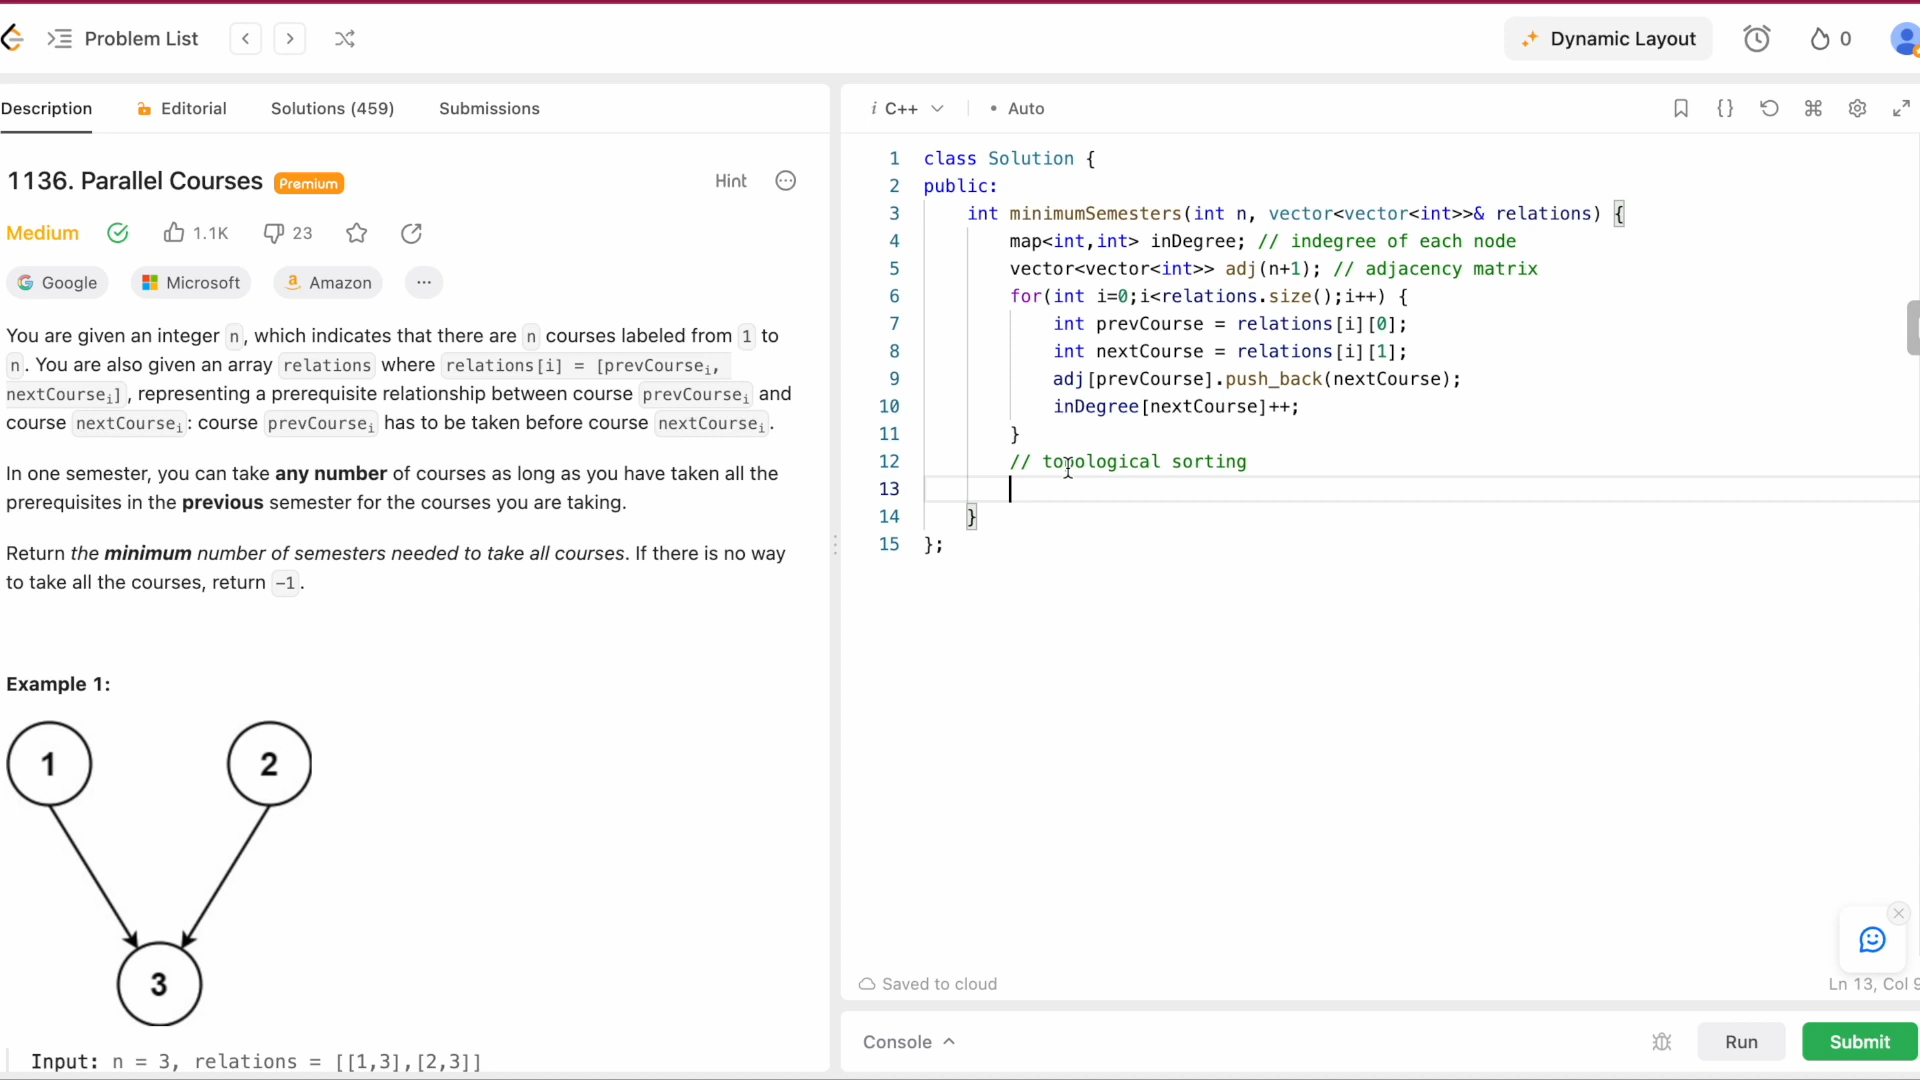 Problem List
Dynamic Layout
0
Description
Editorial
Solutions (459)
Submissions
i C++
• Auto
1136. Parallel Courses
Premium
Hint
Medium
1.1K
23
Google
Microsoft
Amazon
You are given an integer n, which indicates that there are n courses labeled from 1 to
n. You are also given an array relations where relations[i] = [prevCourseᵢ,
nextCourseᵢ], representing a prerequisite relationship between course prevCourseᵢ and
course nextCourseᵢ: course prevCourseᵢ has to be taken before course nextCourseᵢ.
In one semester, you can take any number of courses as long as you have taken all the
prerequisites in the previous semester for the courses you are taking.
Return the minimum number of semesters needed to take all courses. If there is no way
to take all the courses, return -1.
Example 1:
1
2
3
Input: n = 3, relations = [[1,3],[2,3]]
1 class Solution {
2 public:
3 int minimumSemesters(int n, vector<vector<int>>& relations) {
4 map<int,int> inDegree; // indegree of each node
5 vector<vector<int>> adj(n+1); // adjacency matrix
6 for(int i=0;i<relations.size();i++) {
7 int prevCourse = relations[i][0];
8 int nextCourse = relations[i][1];
9 adj[prevCourse].push_back(nextCourse);
10 inDegree[nextCourse]++;
11 }
12 // topological sorting
13
14 }
15 };
Saved to cloud
Ln 13, Col 9
Console
Run
Submit